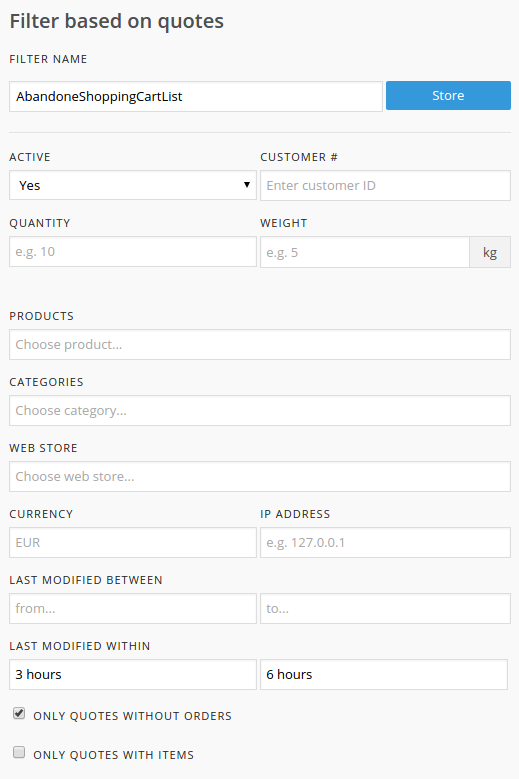 Filter based on quotes
FILTER NAME
AbandoneShoppingCartList Store
ACTIVE CUSTOMER #
Yes Enter customer ID
QUANTITY WEIGHT
e.g. 10 e.g. 5 kg
PRODUCTS
Choose product...
CATEGORIES
Choose category...
WEB STORE
Choose web store...
CURRENCY IP ADDRESS
EUR e.g. 127.0.0.1
LAST MODIFIED BETWEEN
from... to...
LAST MODIFIED WITHIN
3 hours 6 hours
ONLY QUOTES WITHOUT ORDERS
ONLY QUOTES WITH ITEMS